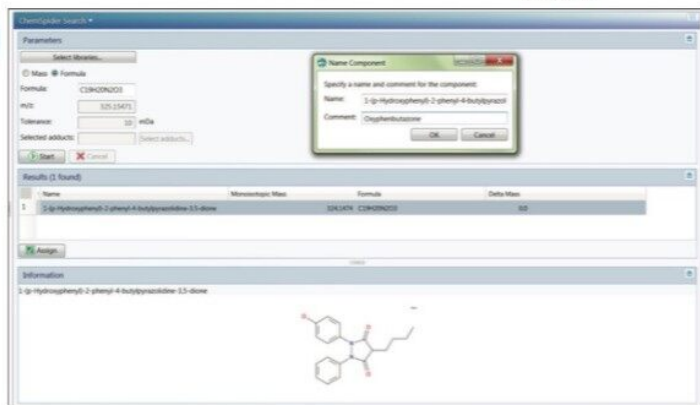 ChemSpider Search
Parameters
Select libraries...
Mass Formula
Formula: C19H20N2O3
m/z: 325.15471
Tolerance: 10 mDa
Selected adducts: Select adducts...
Start Cancel
Name Component
Specify a name and comment for the component:
Name: 1-(p-Hydroxyphenyl)-2-phenyl-4-butylpyrazol
Comment: Oxyphenbutazone
OK Cancel
Results (1 found)
Name Monoisotopic Mass Formula Delta Mass
1 1-(p-Hydroxyphenyl)-2-phenyl-4-butylpyrazolidine-3,5-dione 324.1474 C19H20N2O3 0.0
Assign
Information
1-(p-Hydroxyphenyl)-2-phenyl-4-butylpyrazolidine-3,5-dione